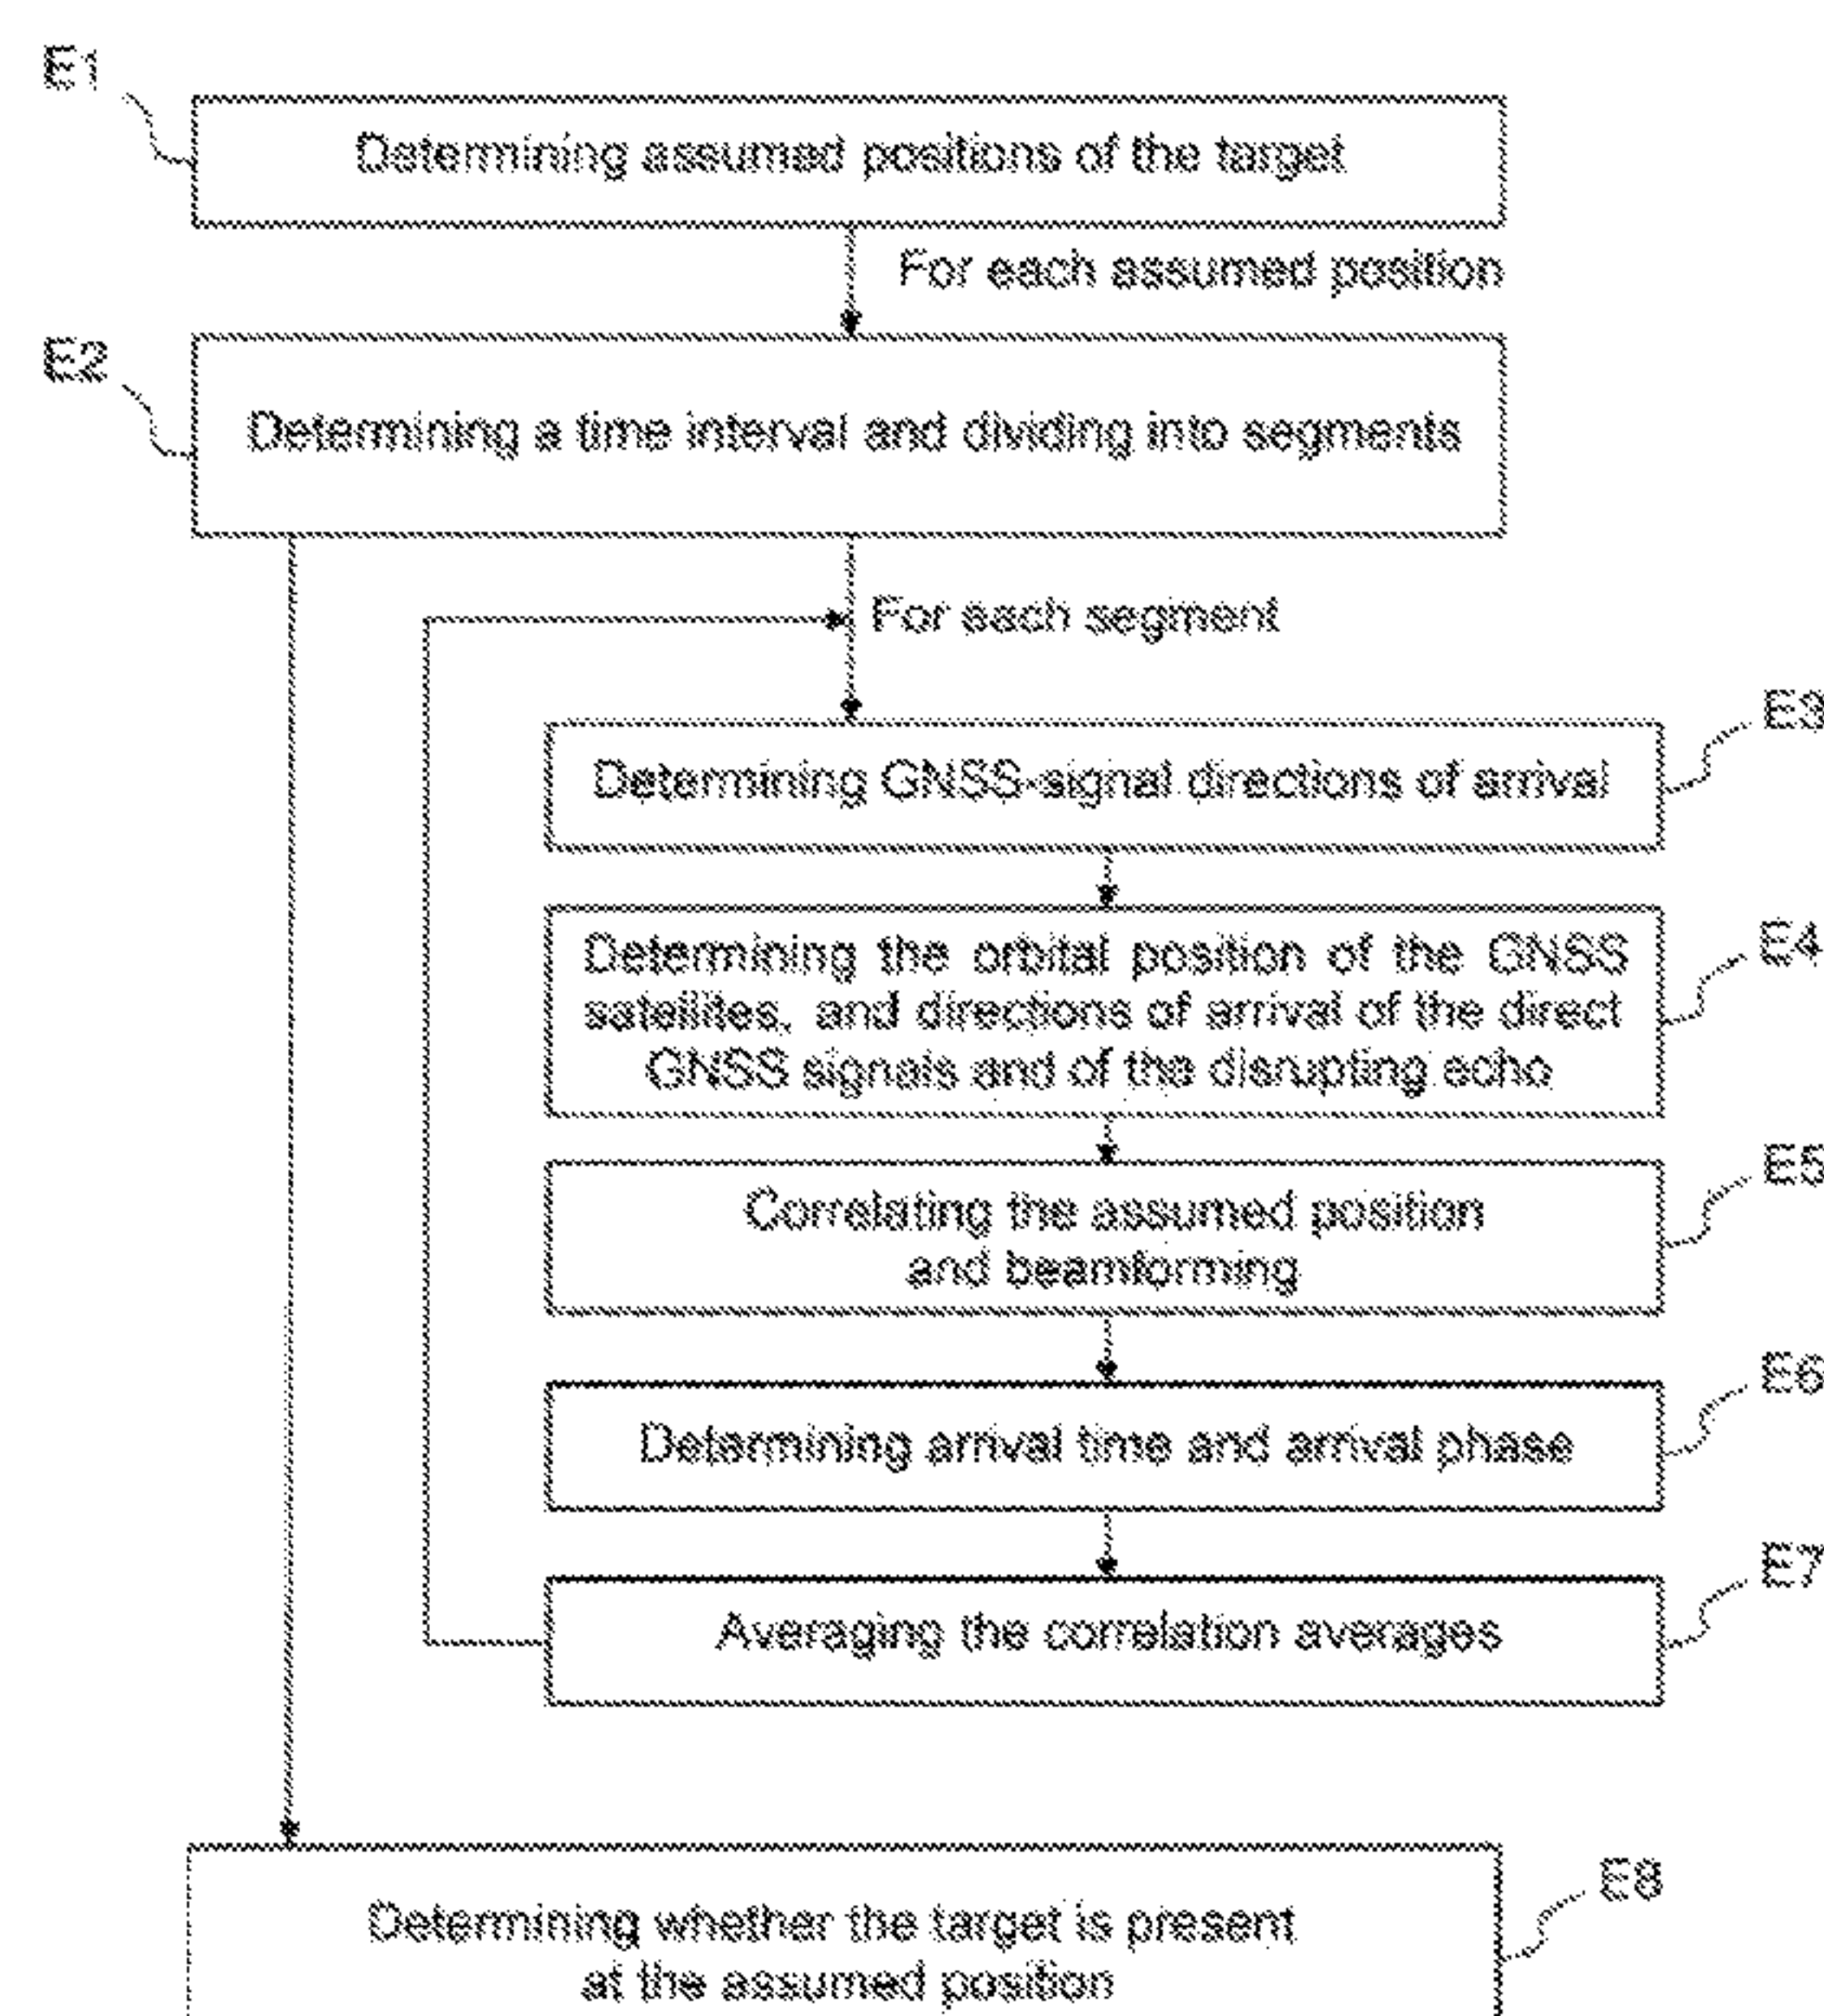 E1
Determining assumed positions of the target
For each assumed position
E2
Determining a time interval and dividing into segments
For each segment
E3
Determining GNSS-signal directions of arrival
E4
Determining the orbital position of the GNSS
satellites, and directions of arrival of the direct
GNSS signals and of the disrupting echo
E5
Correlating the assumed position
and beamforming
E6
Determining arrival time and arrival phase
E7
Averaging the correlation averages
E8
Determining whether the target is present
at the assumed position